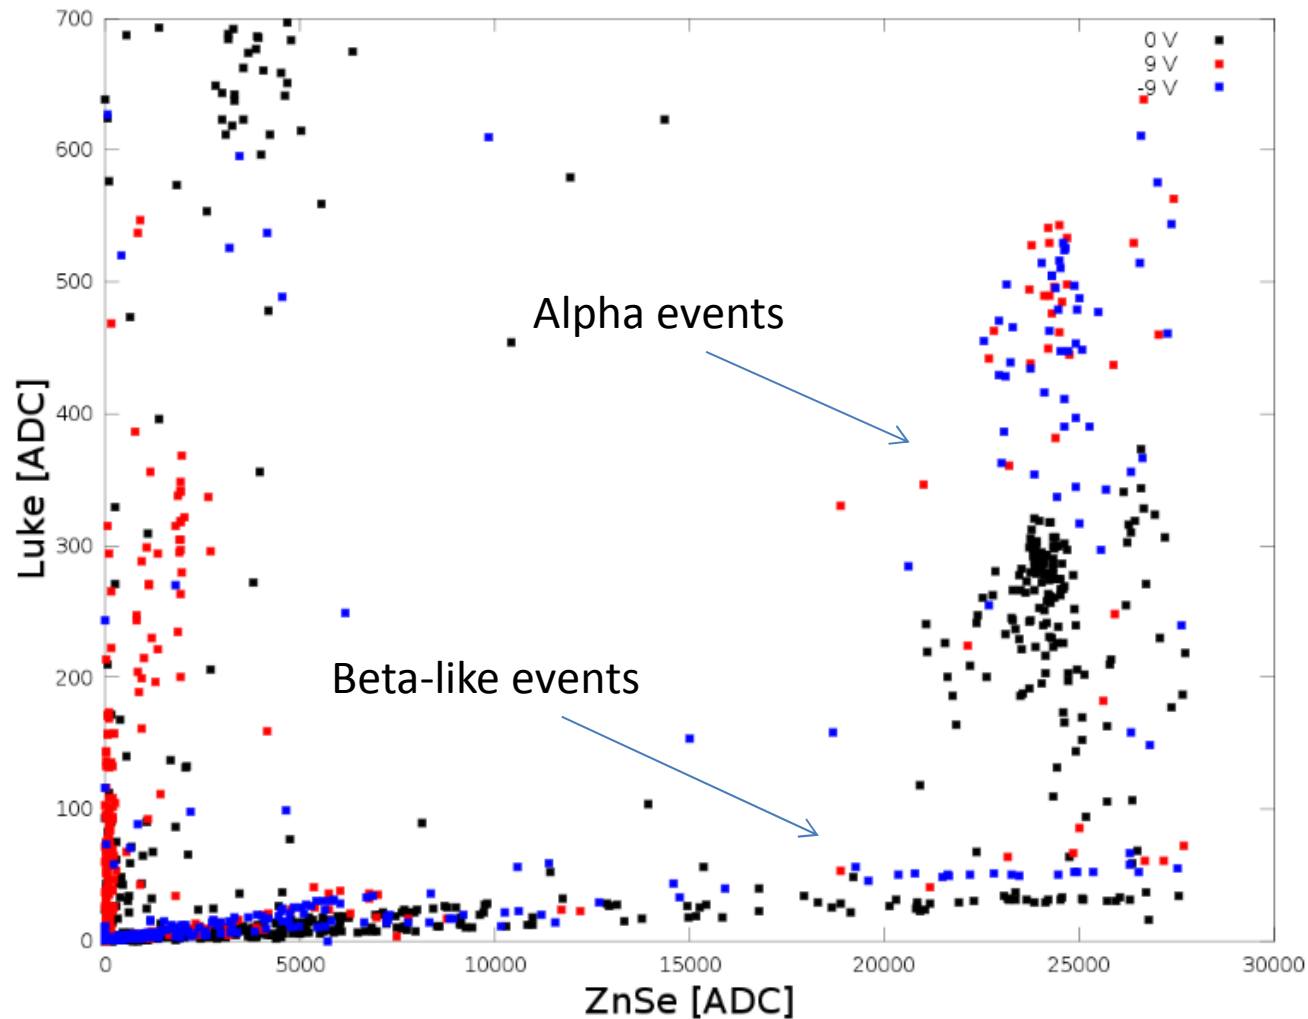 700
600
500
400
300
200
100
0
Luke [ADC]
0 V
9 V
-9 V
Alpha events
Beta-like events
0 5000 10000 15000 20000 25000 30000
ZnSe [ADC]